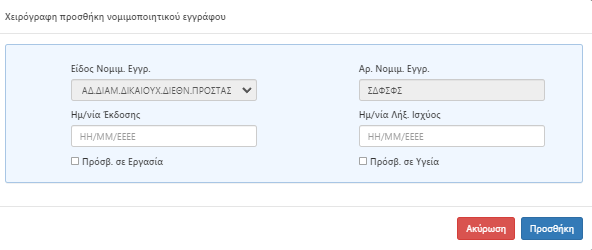 Χειρόγραφη προσθήκη νομιμοποιητικού εγγράφου
Είδος Νομιμ. Εγγρ.
Αρ. Νομιμ. Εγγρ.
ΑΔ.ΔΙΑΜ.ΔΙΚΑΙΟΥΧ.ΔΙΕΘΝ.ΠΡΟΣΤΑΣ
ΣΔΦΣΦΣ
Ημ/νία Έκδοσης
Ημ/νία Λήξ. Ισχύος
ΗΗ/ΜΜ/ΕΕΕΕ
ΗΗ/ΜΜ/ΕΕΕΕ
Πρόσβ. σε Εργασία
Πρόσβ. σε Υγεία
Ακύρωση
Προσθήκη